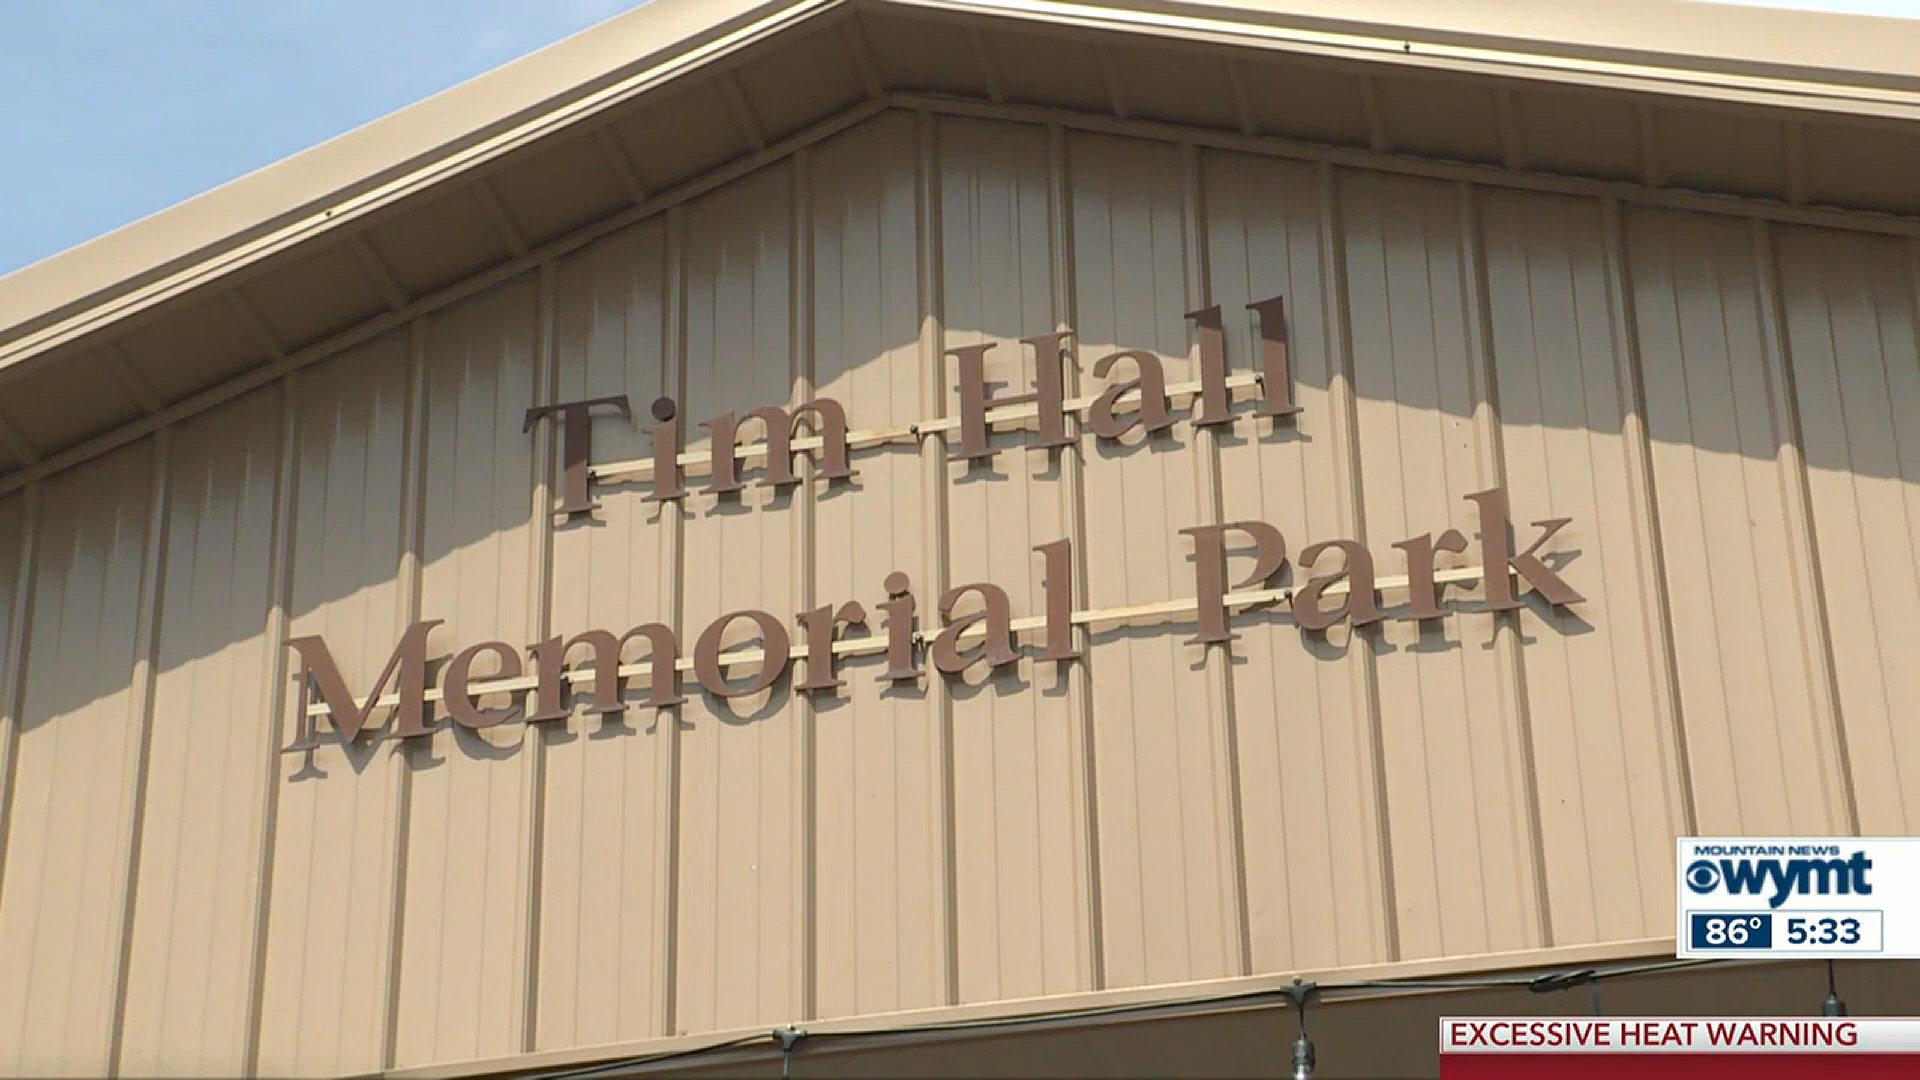 Tim Hall
Memorial Park
MOUNTAIN NEWS
wymt
86° 5:33
EXCESSIVE HEAT WARNING